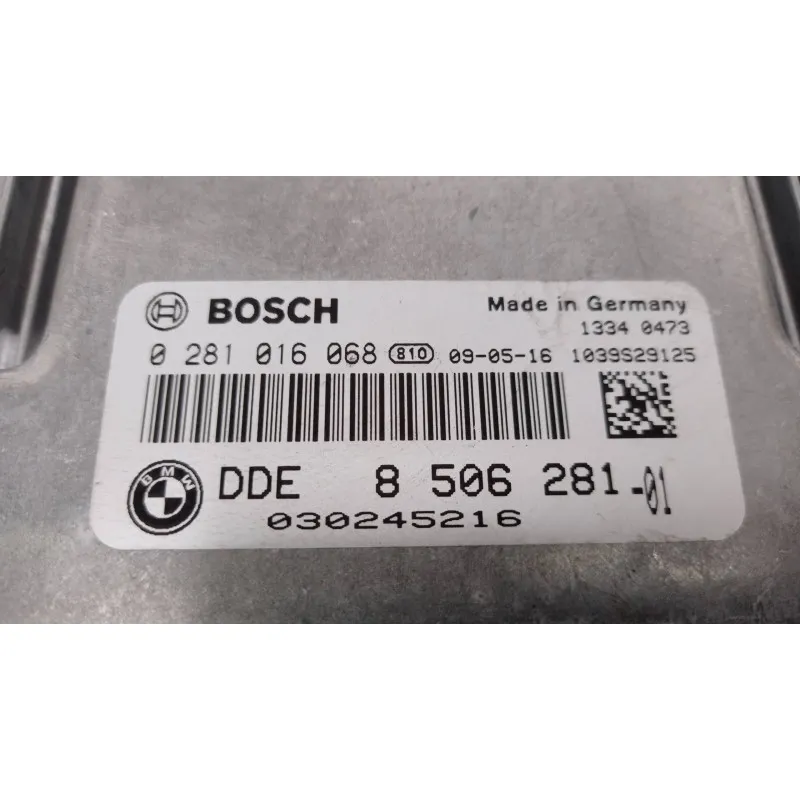 BOSCH Made in Germany
1334 0473
0 281 016 068 810 09-05-16 1039S29125
BMW DDE 8 506 281-01
030245216